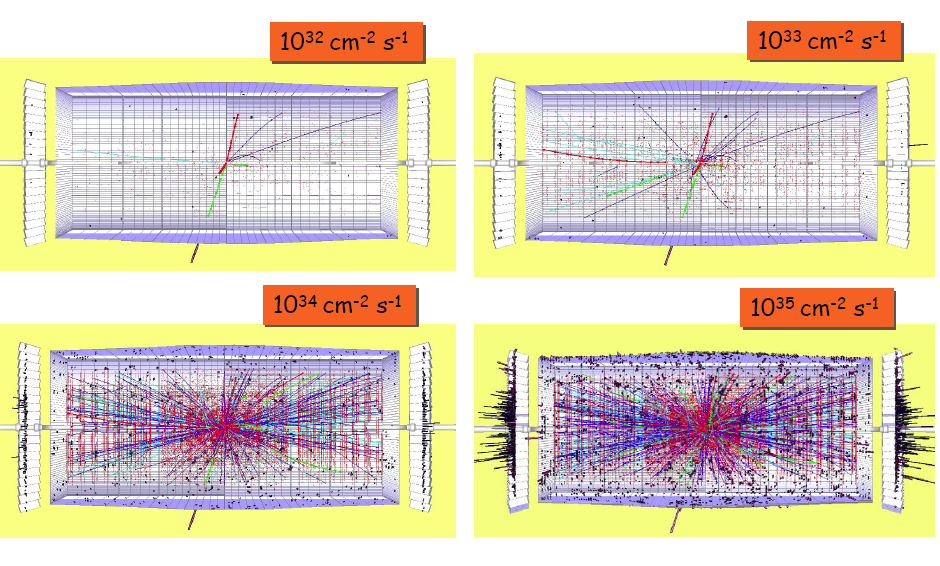 10³² cm⁻² s⁻¹
10³³ cm⁻² s⁻¹
10³⁴ cm⁻² s⁻¹
10³⁵ cm⁻² s⁻¹